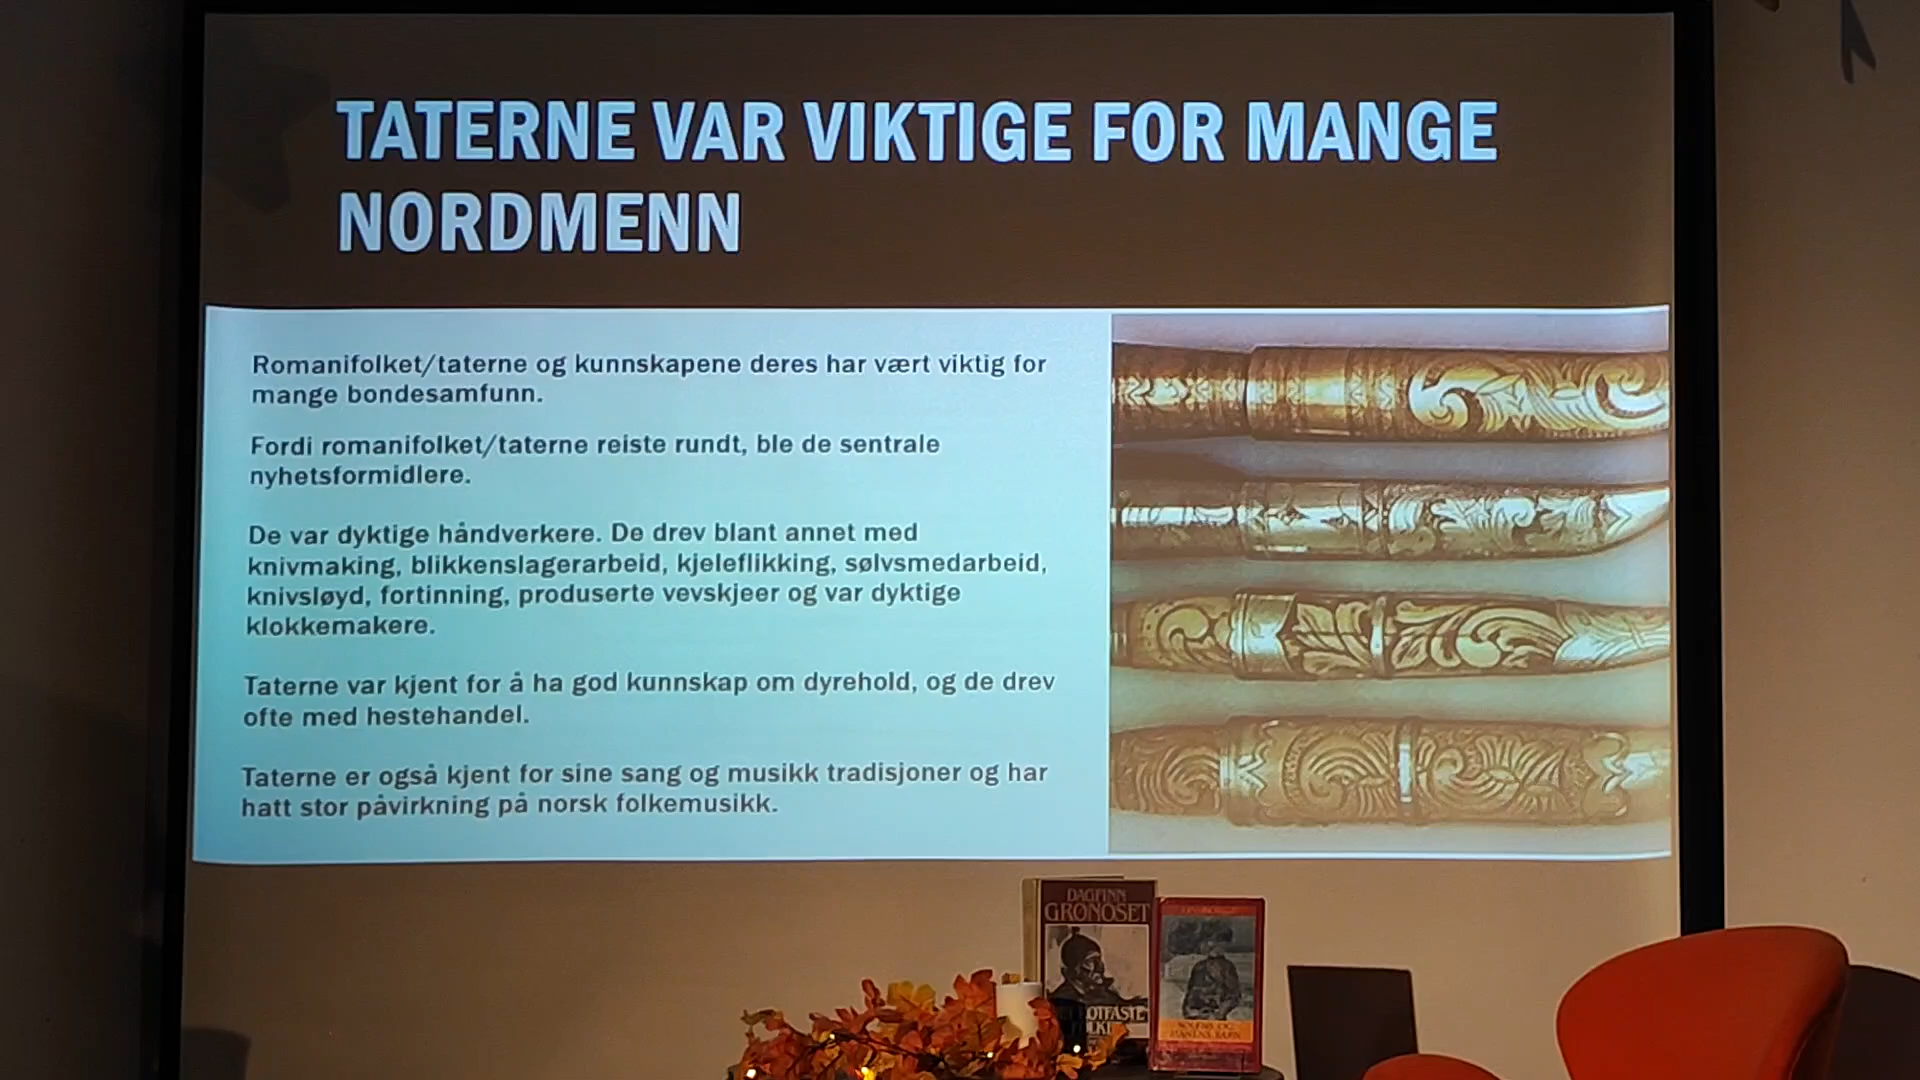 TATERNE VAR VIKTIGE FOR MANGE
NORDMENN
Romanifolket/taterne og kunnskapene deres har vært viktig for
mange bondesamfunn.
Fordi romanifolket/taterne reiste rundt, ble de sentrale
nyhetsformidlere.
De var dyktige håndverkere. De drev blant annet med
knivmaking, blikkenslagerarbeid, kjeleflikking, sølvsmedarbeid,
knivsløyd, fortinning, produserte vevskjeer og var dyktige
klokkemakere.
Taterne var kjent for å ha god kunnskap om dyrehold, og de drev
ofte med hestehandel.
Taterne er også kjent for sine sang og musikk tradisjoner og har
hatt stor påvirkning på norsk folkemusikk.
DAGFINN
GRØNOSET